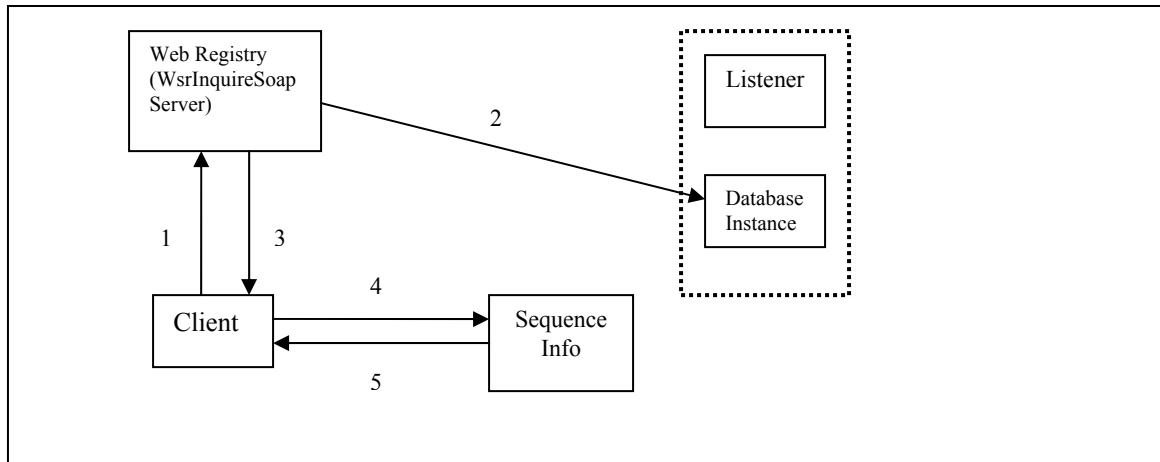 Web Registry
(WsrInquireSoap
Server)
Listener
2
Database
Instance
1
3
4
Client
Sequence
Info
5